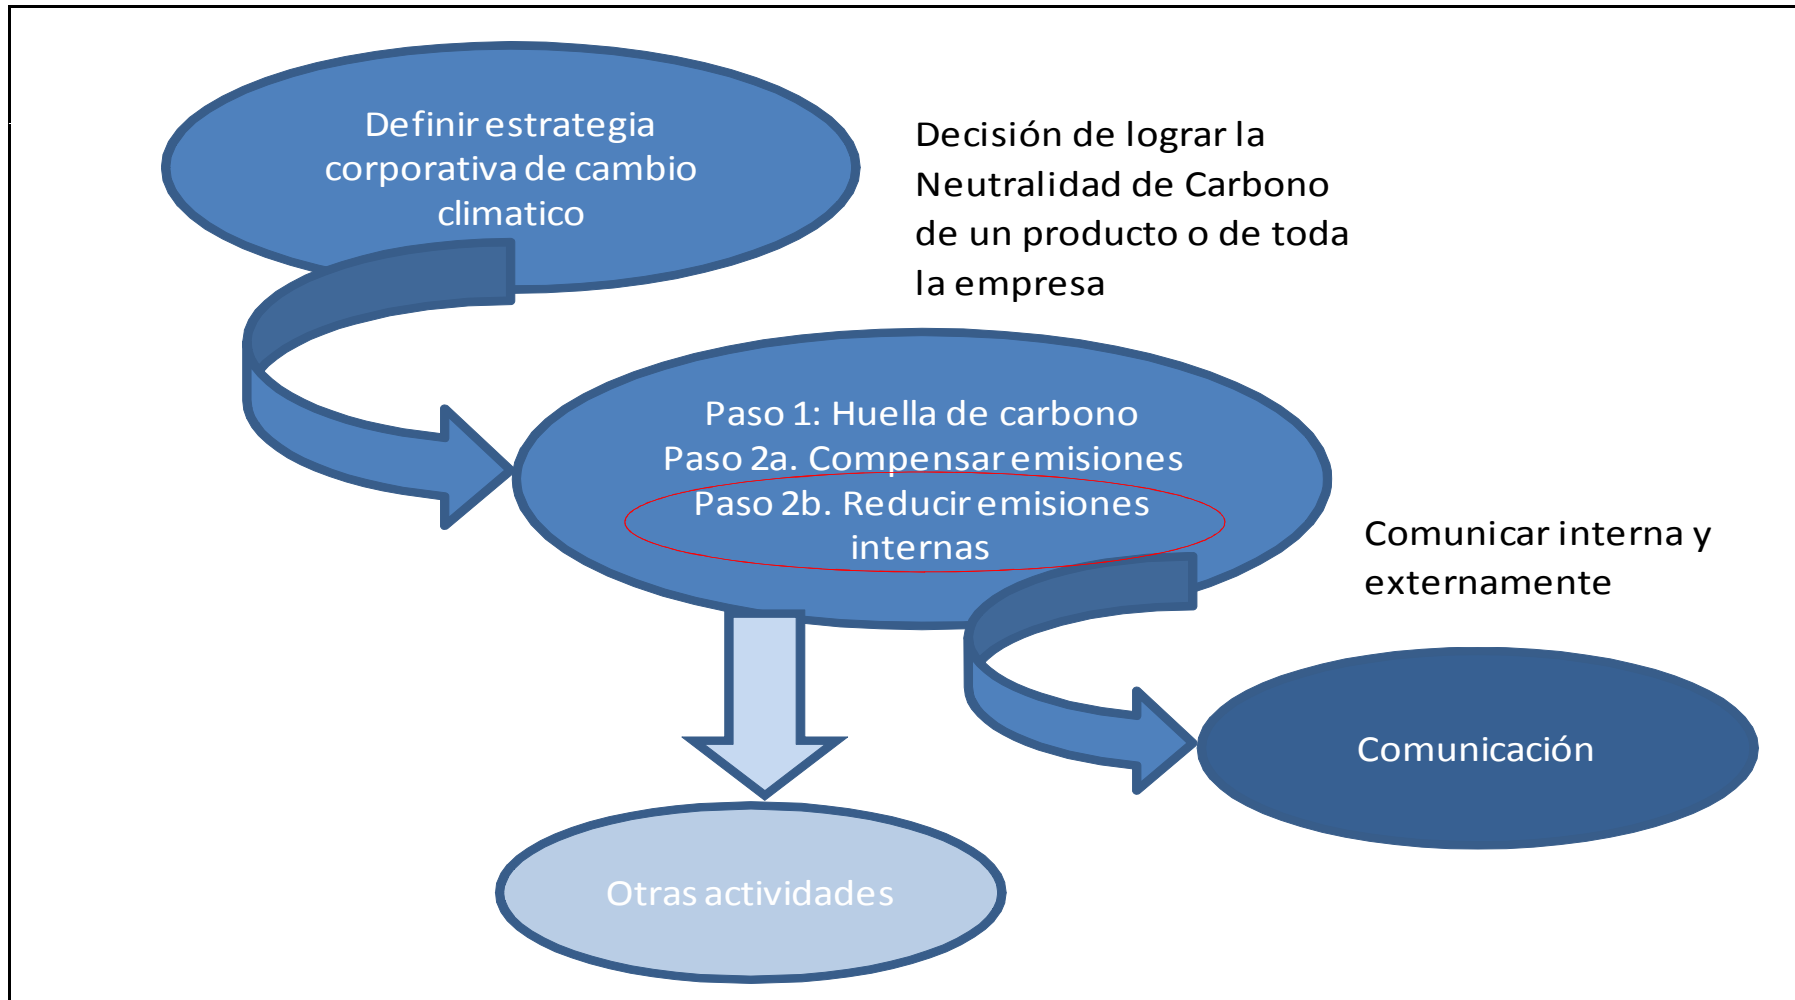 Definir estrategia
corporativa de cambio
climatico
Decisión de lograr la
Neutralidad de Carbono
de un producto o de toda
la empresa
Paso 1: Huella de carbono
Paso 2a. Compensar emisiones
Paso 2b. Reducir emisiones
internas
Comunicar interna y
externamente
Comunicación
Otras actividades